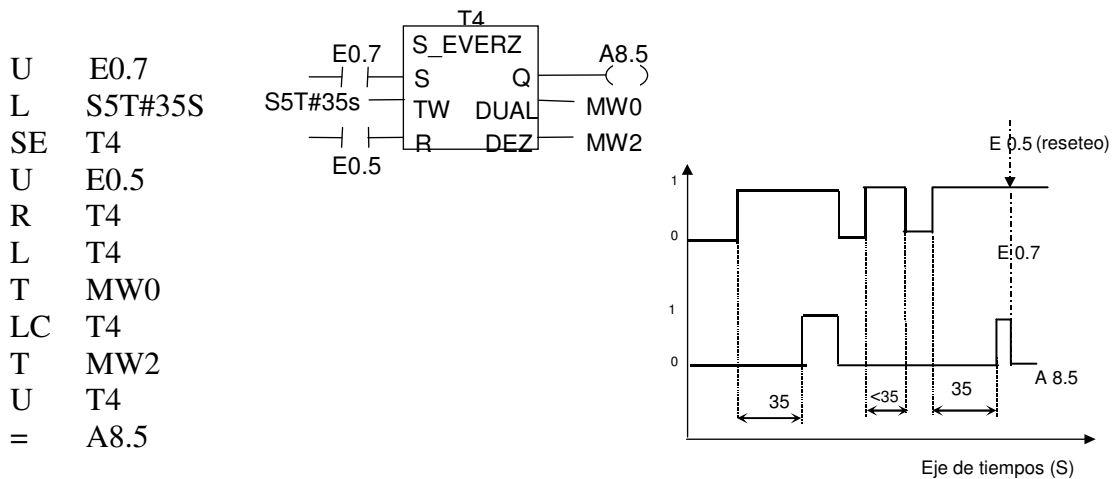 U E0.7
L S5T#35S
SE T4
U E0.5
R T4
L T4
T MW0
LC T4
T MW2
U T4
= A8.5
T4
S_EVERZ
E0.7
S
Q
A8.5
S5T#35s
TW
DUAL
MW0
R
DEZ
MW2
E0.5
E 0.5 (reseteo)
1
0
E 0.7
1
0
A 8.5
35
<35
35
Eje de tiempos (S)